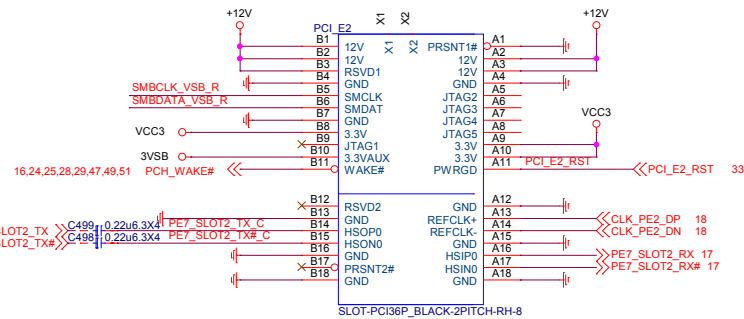 +12V X1 X2 +12V
PCI_E2
B1 12V X1 X2 PRSNT1# A1
B2 12V 12V A2
B3 RSVD1 12V A3
B4 GND GND A4
SMBCLK_VSB_R B5 SMCLK JTAG2 A5
SMBDATA_VSB_R B6 SMDAT JTAG3 A6
B7 GND JTAG4 A7
VCC3 B8 3.3V JTAG5 A8 VCC3
B9 JTAG1 3.3V A9
3VSB B10 3.3VAUX 3.3V A10
16,24,25,28,29,47,49,51 PCH_WAKE# B11 WAKE# PWRGD A11 PCI_E2_RST PCI_E2_RST 33
B12 RSVD2 GND A12
B13 GND REFCLK+ A13 CLK_PE2_DP 18
SLOT2_TX C499 0.22u6.3X4 PE7_SLOT2_TX_C B14 HSOP0 REFCLK- A14 CLK_PE2_DN 18
SLOT2_TX# C498 0.22u6.3X4 PE7_SLOT2_TX#_C B15 HSON0 GND A15
B16 GND HSIP0 A16 PE7_SLOT2_RX 17
B17 PRSNT2# HSIN0 A17 PE7_SLOT2_RX# 17
B18 GND GND A18
SLOT-PCI36P_BLACK-2PITCH-RH-8